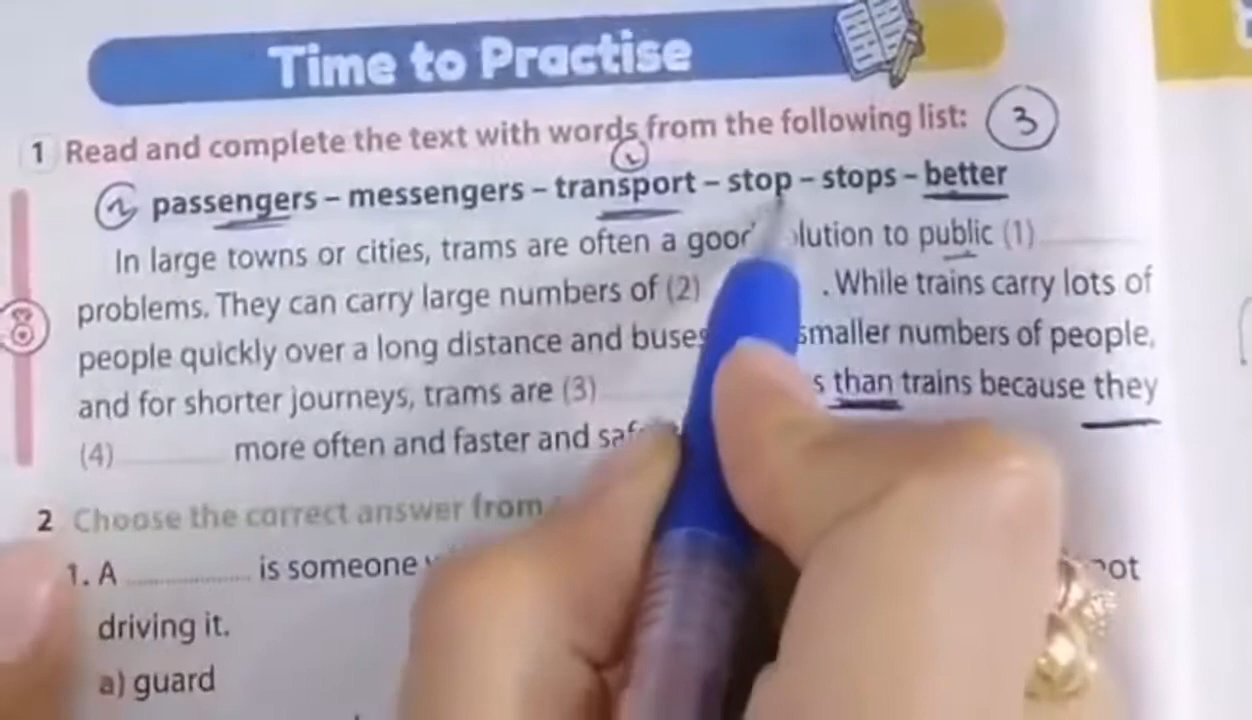 Time to Practise
1 Read and complete the text with words from the following list: 3
2 passengers – messengers – transport – stop – stops – better
In large towns or cities, trams are often a good lution to public (1)
problems. They can carry large numbers of (2) . While trains carry lots of
people quickly over a long distance and buses smaller numbers of people,
and for shorter journeys, trams are (3) s than trains because they
(4) more often and faster and
2 Choose the correct answer from
1. A .................... is someone not
driving it.
a) guard